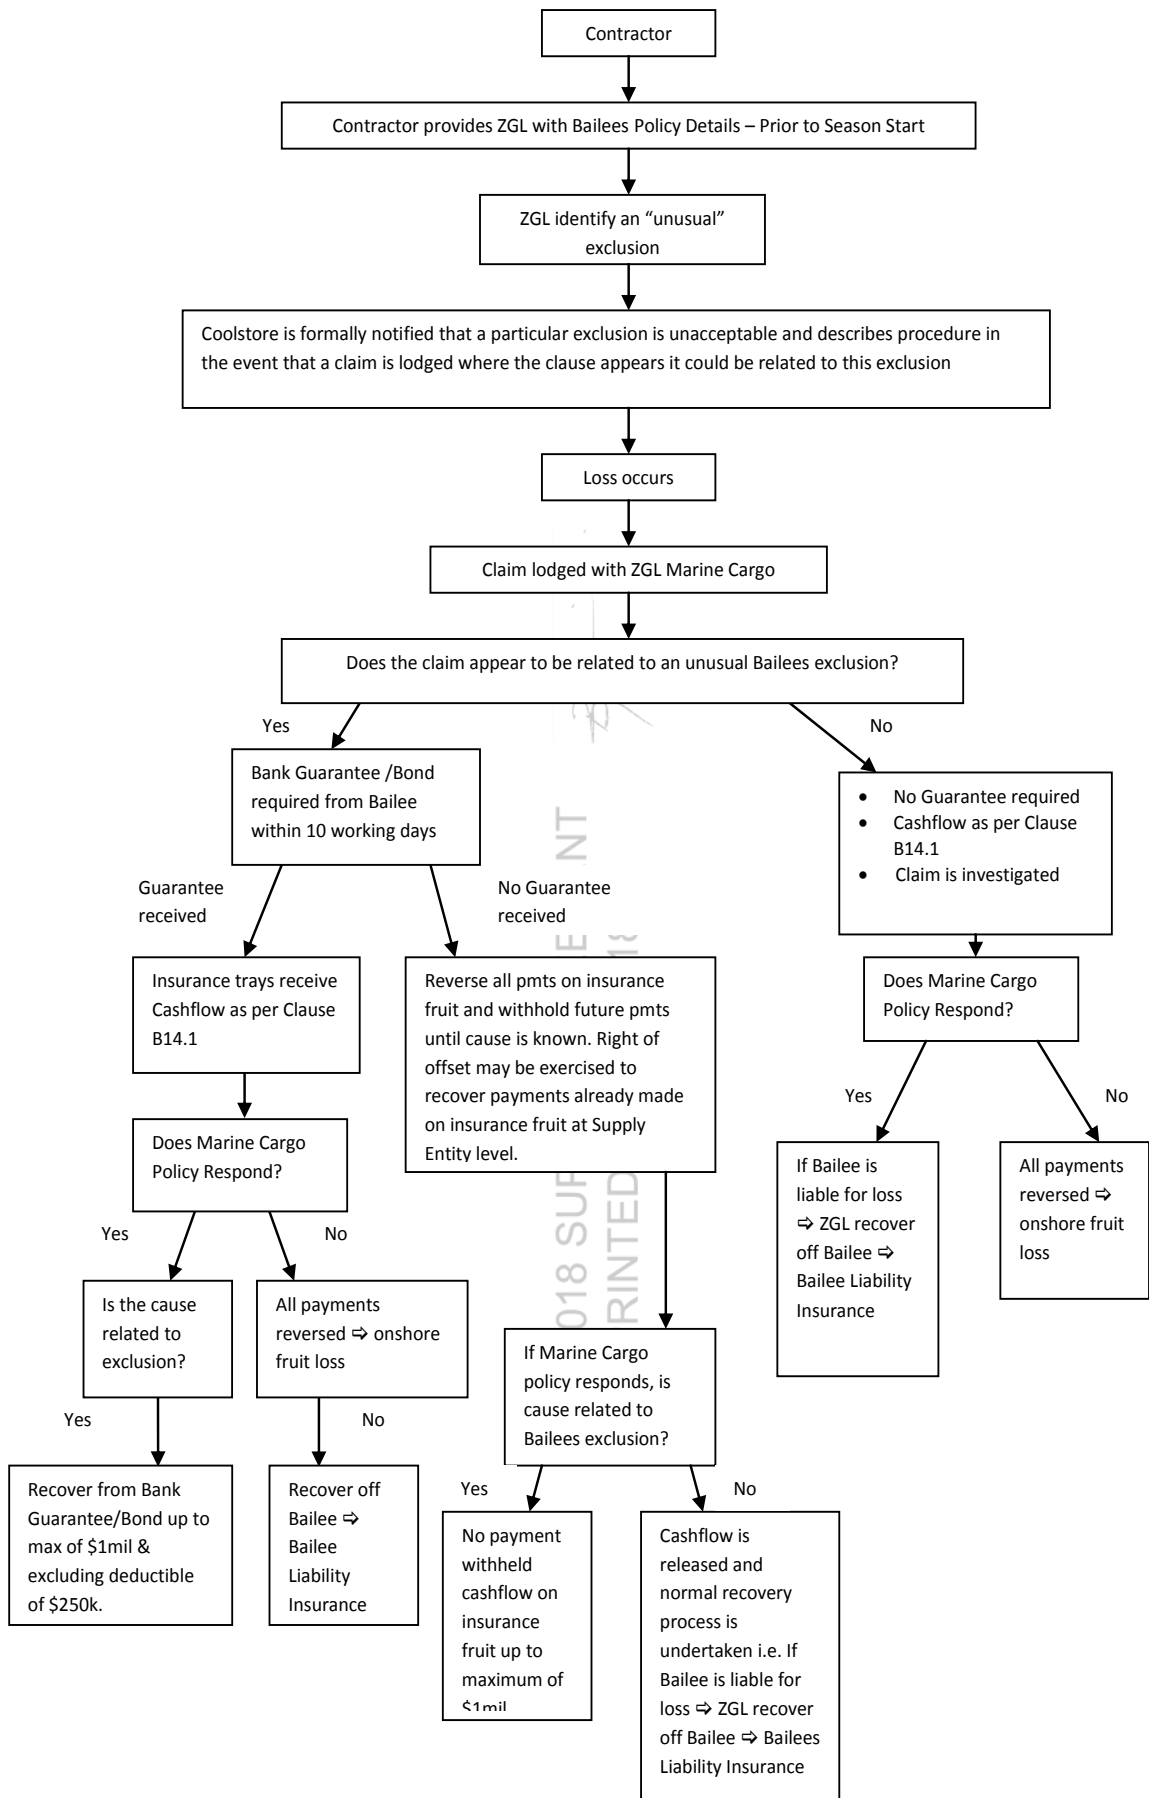 Contractor
Contractor provides ZGL with Bailees Policy Details – Prior to Season Start
ZGL identify an “unusual”
exclusion
Coolstore is formally notified that a particular exclusion is unacceptable and describes procedure in
the event that a claim is lodged where the clause appears it could be related to this exclusion
Loss occurs
Claim lodged with ZGL Marine Cargo
Does the claim appear to be related to an unusual Bailees exclusion?
Yes
No
Bank Guarantee /Bond
required from Bailee
within 10 working days
• No Guarantee required
• Cashflow as per Clause
B14.1
• Claim is investigated
Guarantee
received
No Guarantee
received
Insurance trays receive
Cashflow as per Clause
B14.1
Reverse all pmts on insurance
fruit and withhold future pmts
until cause is known. Right of
offset may be exercised to
recover payments already made
on insurance fruit at Supply
Entity level.
Does Marine Cargo
Policy Respond?
Yes
No
Does Marine Cargo
Policy Respond?
Yes
No
If Bailee is
liable for loss
⇨ ZGL recover
off Bailee ⇨
Bailee Liability
Insurance
All payments
reversed ⇨
onshore fruit
loss
Is the cause
related to
exclusion?
All payments
reversed ⇨ onshore
fruit loss
If Marine Cargo
policy responds, is
cause related to
Bailees exclusion?
Yes
No
Yes
No
Recover from Bank
Guarantee/Bond up to
max of $1mil &
excluding deductible
of $250k.
Recover off
Bailee ⇨
Bailee
Liability
Insurance
No payment
withheld
cashflow on
insurance
fruit up to
maximum of
$1mil
Cashflow is
released and
normal recovery
process is
undertaken i.e. If
Bailee is liable for
loss ⇨ ZGL recover
off Bailee ⇨ Bailees
Liability Insurance
018 SUP
NT
RINTED